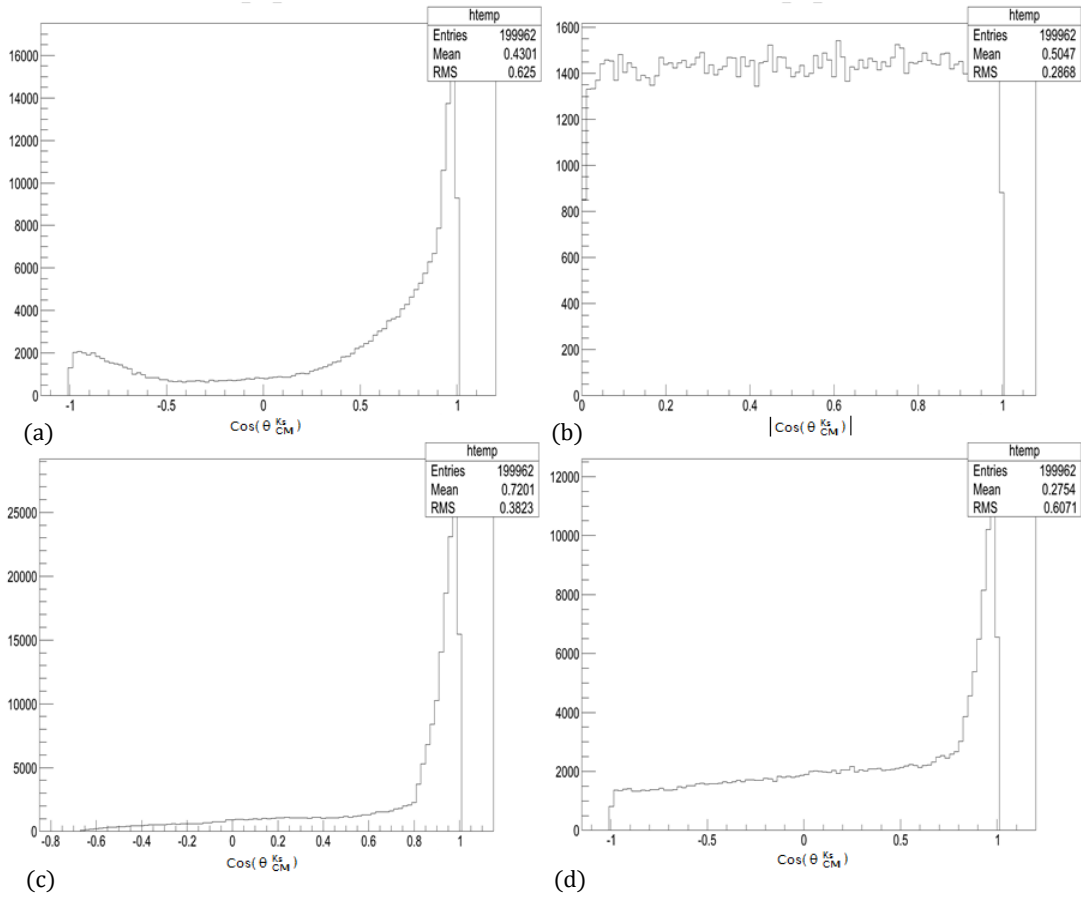 htemp
Entries 199962
Mean 0.4301
RMS 0.625
16000
14000
12000
10000
8000
6000
4000
2000
0
-1 -0.5 0 0.5 1
(a)
Cos(θ Ks CM)
htemp
Entries 199962
Mean 0.5047
RMS 0.2868
1600
1400
1200
1000
800
600
400
200
0
0 0.2 0.4 0.6 0.8 1
(b)
|Cos(θ Ks CM)|
htemp
Entries 199962
Mean 0.7201
RMS 0.3823
25000
20000
15000
10000
5000
0
-0.8 -0.6 -0.4 -0.2 0 0.2 0.4 0.6 0.8 1
Cos(θ Ks CM)
(c)
htemp
Entries 199962
Mean 0.2754
RMS 0.6071
12000
10000
8000
6000
4000
2000
0
-1 -0.5 0 0.5 1
Cos(θ Ks CM)
(d)